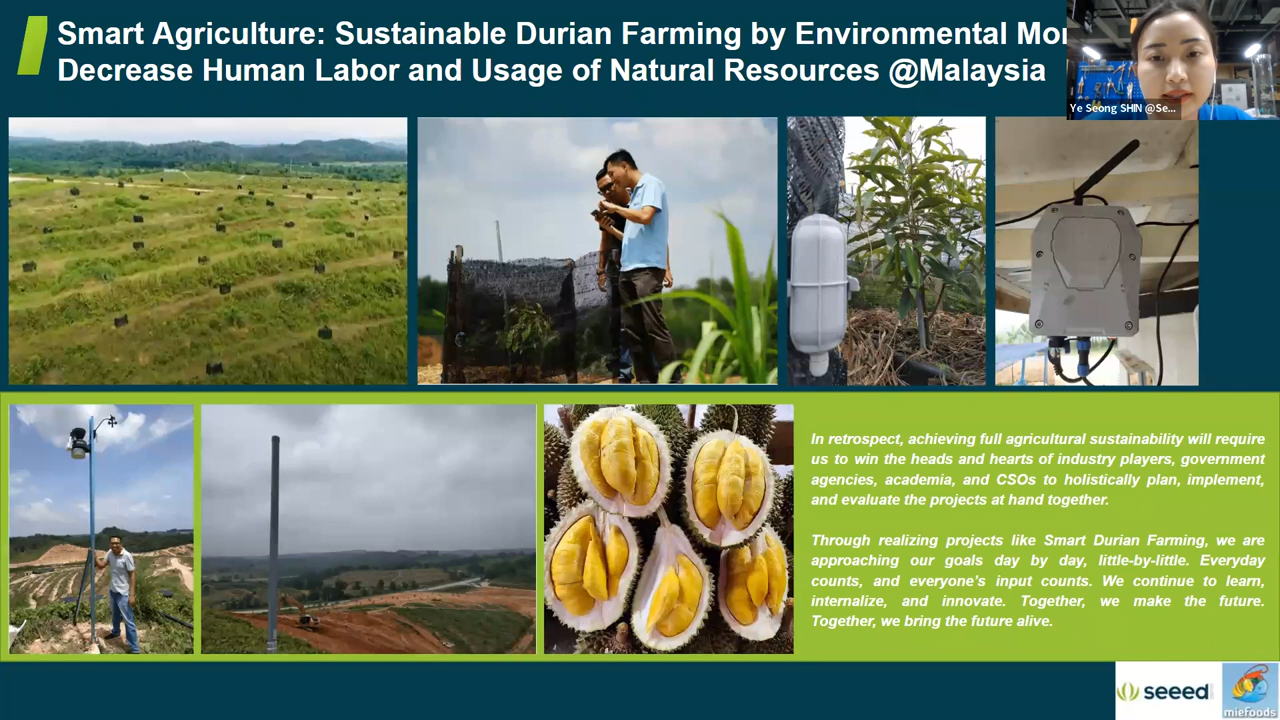 Smart Agriculture: Sustainable Durian Farming by Environmental Mo
Decrease Human Labor and Usage of Natural Resources @Malaysia
Ye Seong SHIN @Se...
In retrospect, achieving full agricultural sustainability will require
us to win the heads and hearts of industry players, government
agencies, academia, and CSOs to holistically plan, implement,
and evaluate the projects at hand together.
Through realizing projects like Smart Durian Farming, we are
approaching our goals day by day, little-by-little. Everyday
counts, and everyone's input counts. We continue to learn,
internalize, and innovate. Together, we make the future.
Together, we bring the future alive.
seeed
miefoods